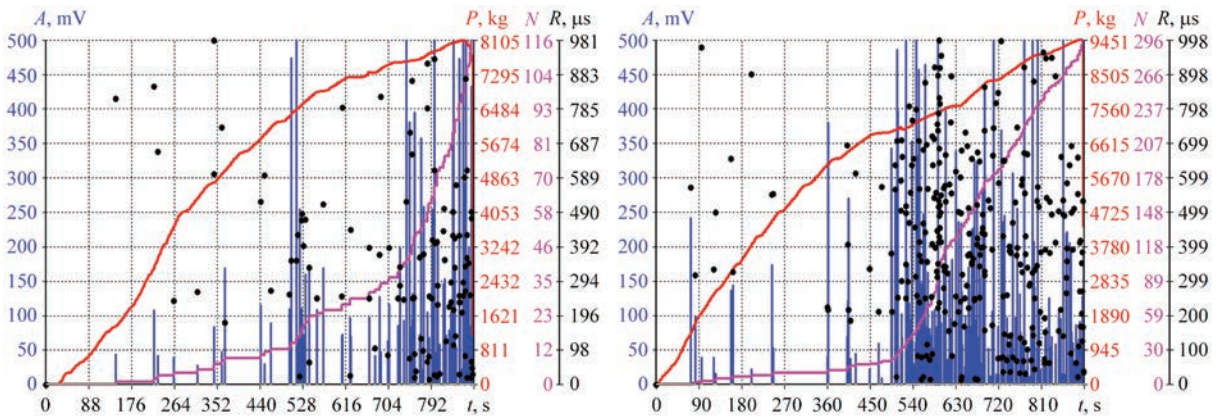 A, mV P, kg N R, μs A, mV P, kg N R, μs
500 8105 116 981 500 9451 296 998
450 7295 104 883 450 8505 266 898
400 6484 93 785 400 7560 237 798
350 5674 81 687 350 6615 207 699
300 4863 70 589 300 5670 178 599
250 4053 58 490 250 4725 148 499
200 3242 46 392 200 3780 118 399
150 2432 35 294 150 2835 89 299
100 1621 23 196 100 1890 59 200
50 811 12 98 50 945 30 100
0 0 0 0 0 0 0 0
0 88 176 264 352 440 528 616 704 792 t, s 0 90 180 270 360 450 540 630 720 810 t, s